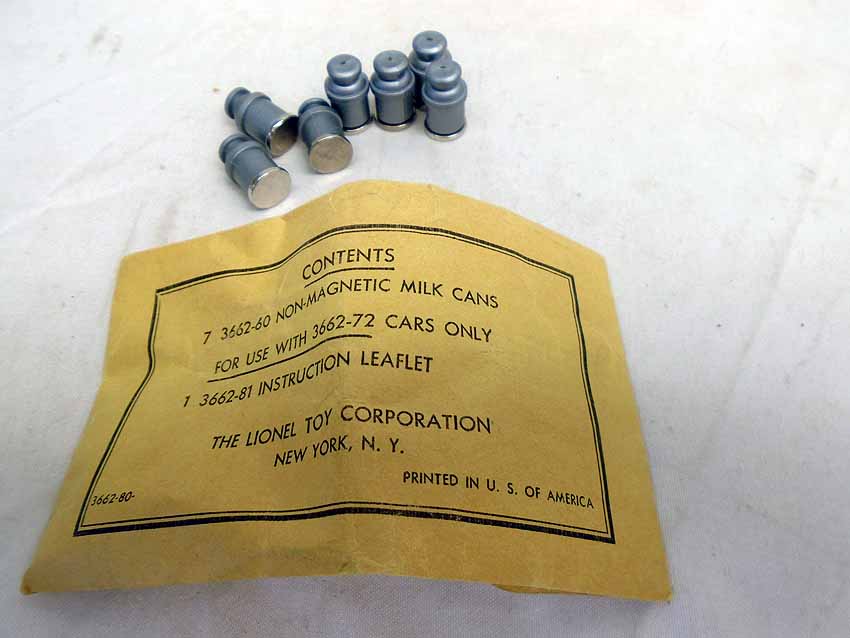 CONTENTS
7 3662-60 NON-MAGNETIC MILK CANS
FOR USE WITH 3662-72 CARS ONLY
1 3662-81 INSTRUCTION LEAFLET
THE LIONEL TOY CORPORATION
NEW YORK, N. Y.
PRINTED IN U. S. OF AMERICA
3662-80-